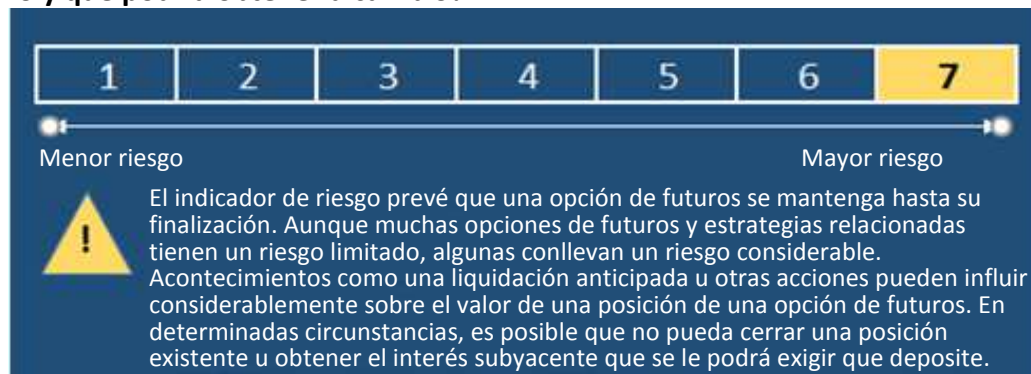 1 2 3 4 5 6 7
Menor riesgo Mayor riesgo
! El indicador de riesgo prevé que una opción de futuros se mantenga hasta su
finalización. Aunque muchas opciones de futuros y estrategias relacionadas
tienen un riesgo limitado, algunas conllevan un riesgo considerable.
Acontecimientos como una liquidación anticipada u otras acciones pueden influir
considerablemente sobre el valor de una posición de una opción de futuros. En
determinadas circunstancias, es posible que no pueda cerrar una posición
existente u obtener el interés subyacente que se le podrá exigir que deposite.